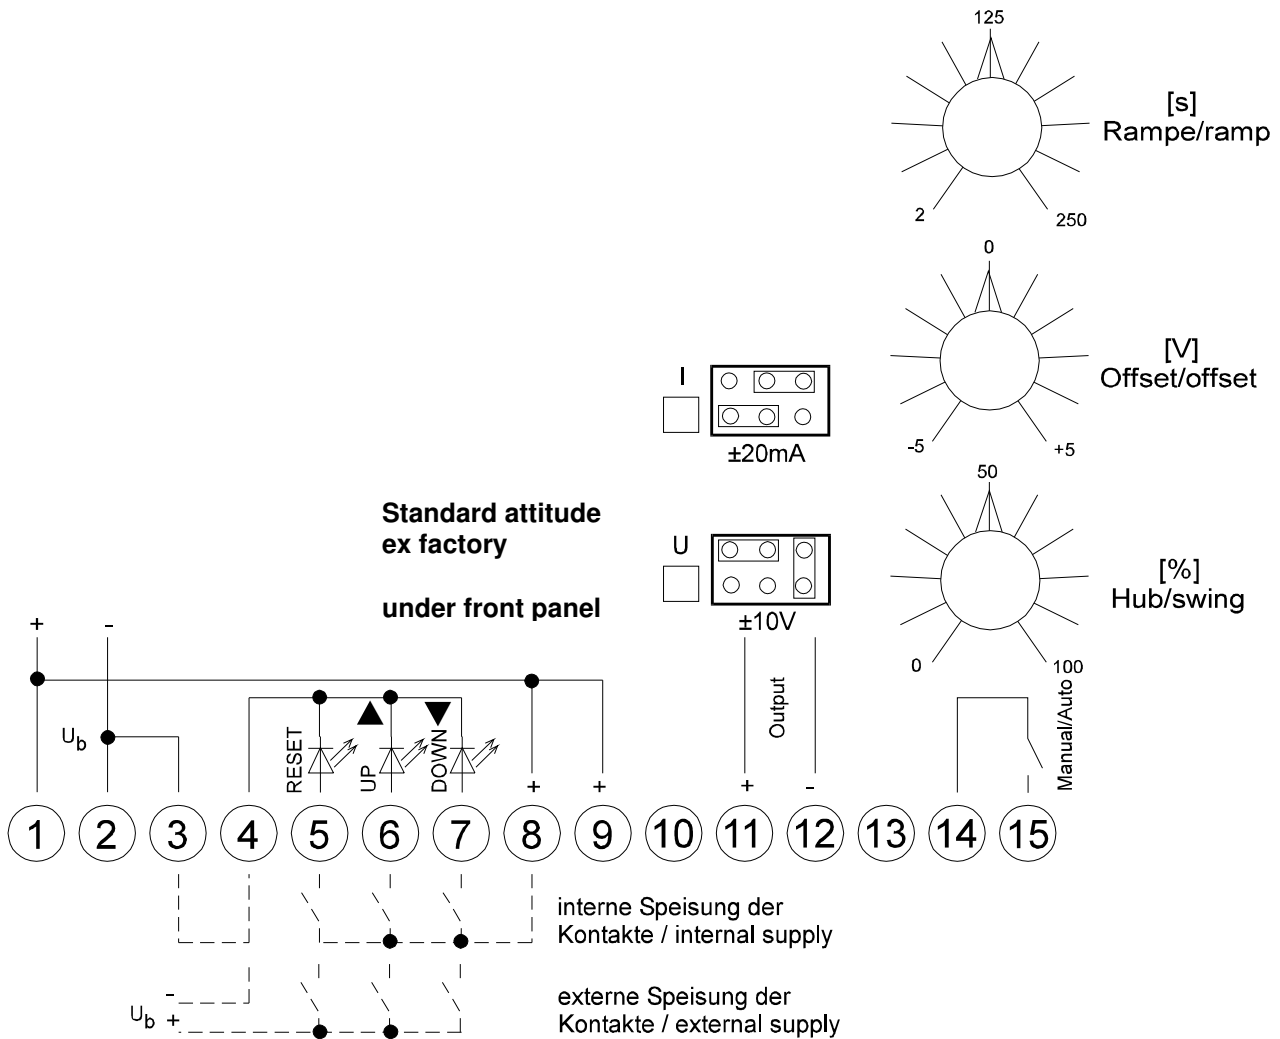 125
[s]
Rampe/ramp
2
250
0
[V]
Offset/offset
-5
+5
I
±20mA
50
[%]
Hub/swing
0
100
Standard attitude
ex factory
under front panel
U
±10V
+
-
Ub
RESET
UP
DOWN
+
+
+
-
Output
Manual/Auto
1 2 3 4 5 6 7 8 9 10 11 12 13 14 15
interne Speisung der
Kontakte / internal supply
-
Ub +
externe Speisung der
Kontakte / external supply